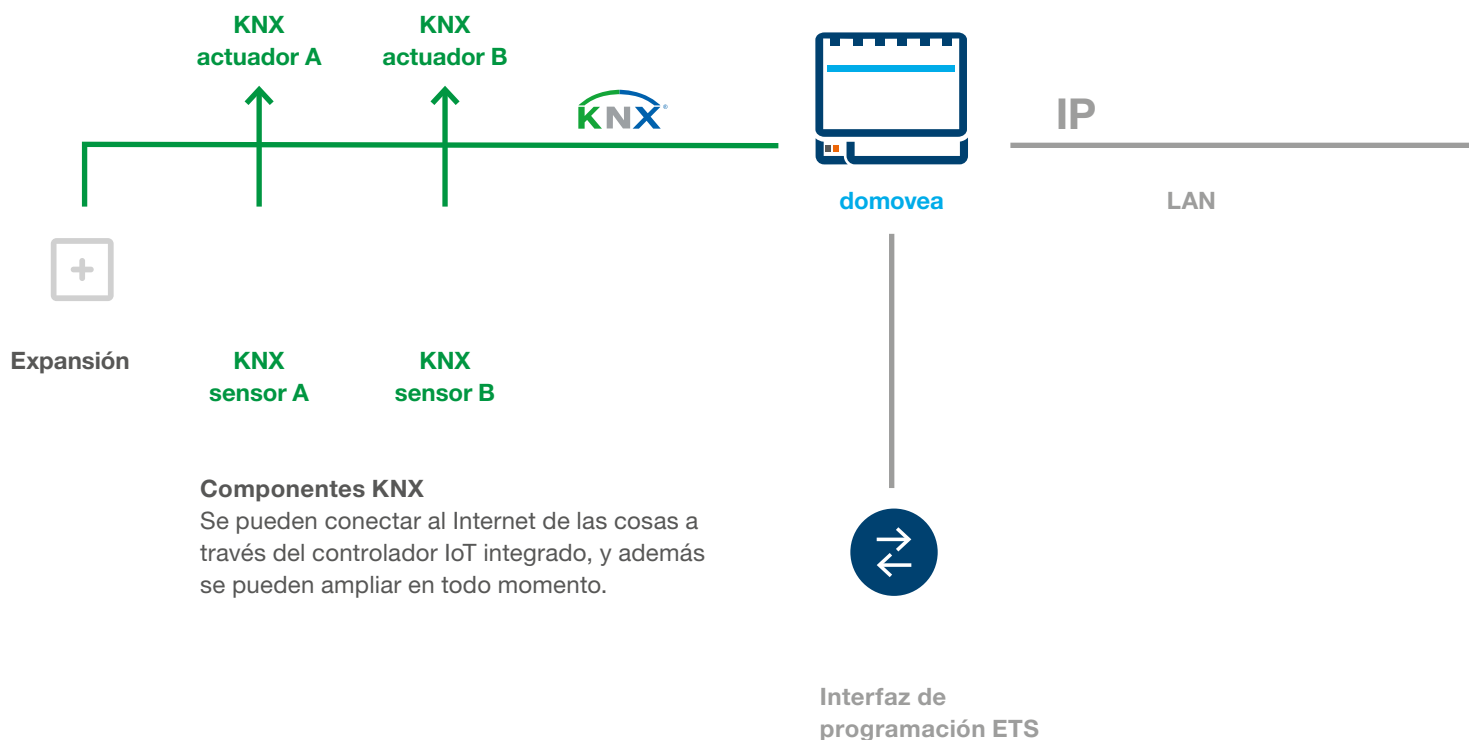 KNX
actuador A
KNX
actuador B
KNX®
IP
domovea
LAN
Expansión
KNX
sensor A
KNX
sensor B
Componentes KNX
Se pueden conectar al Internet de las cosas a
través del controlador IoT integrado, y además
se pueden ampliar en todo momento.
Interfaz de
programación ETS